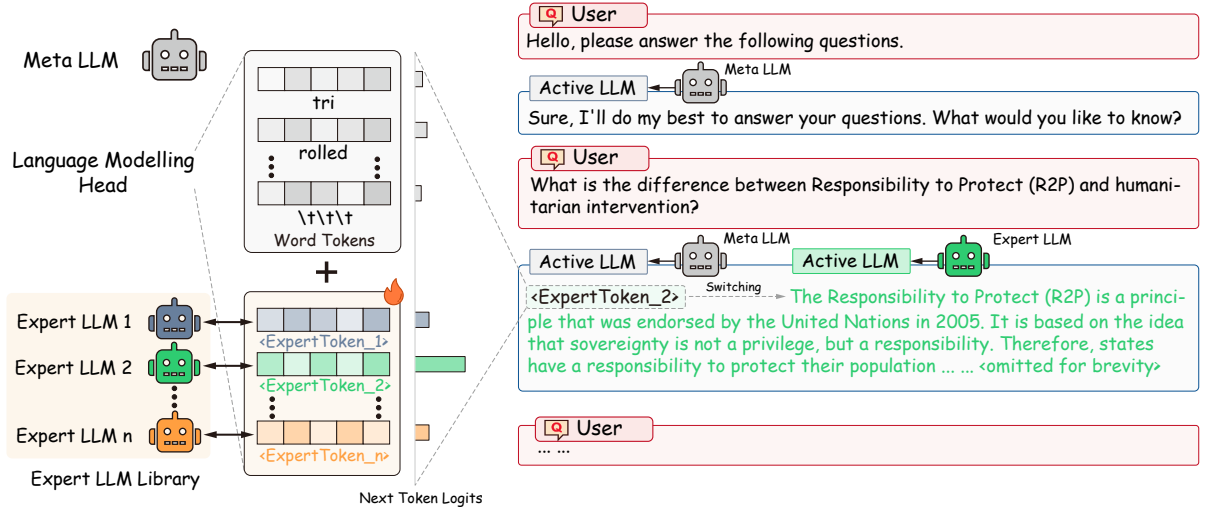 Meta LLM
Language Modelling
Head
Expert LLM 1
Expert LLM 2
Expert LLM n
Expert LLM Library
tri
rolled
\t\t\t
Word Tokens
+
<ExpertToken_1>
<ExpertToken_2>
<ExpertToken_n>
Next Token Logits
Q User
Hello, please answer the following questions.
Active LLM
Meta LLM
Sure, I'll do my best to answer your questions. What would you like to know?
Q User
What is the difference between Responsibility to Protect (R2P) and humani-
tarian intervention?
Active LLM
Meta LLM
Active LLM
Expert LLM
<ExpertToken_2>
Switching
The Responsibility to Protect (R2P) is a princi-
ple that was endorsed by the United Nations in 2005. It is based on the idea
that sovereignty is not a privilege, but a responsibility. Therefore, states
have a responsibility to protect their population ... ... <omitted for brevity>
Q User
... ...